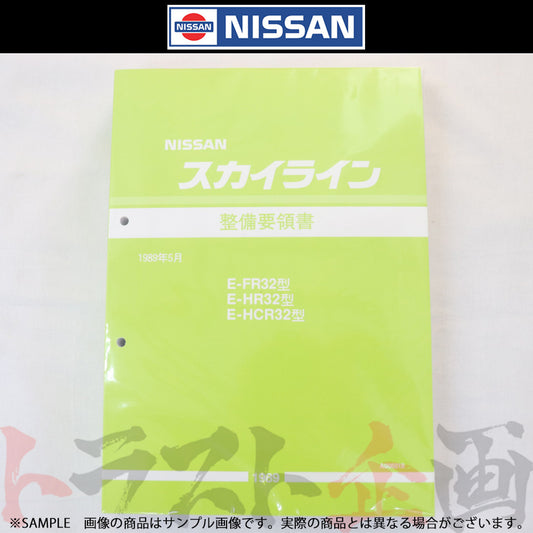 NISSAN
NISSAN
スカイライン
整備要領書
1989年5月
E-FR32型
E-HR32型
E-HCR32型
トラスト企画
1989
※SAMPLE 画像の商品はサンプル画像です。実際の商品とは異なる場合がございます。